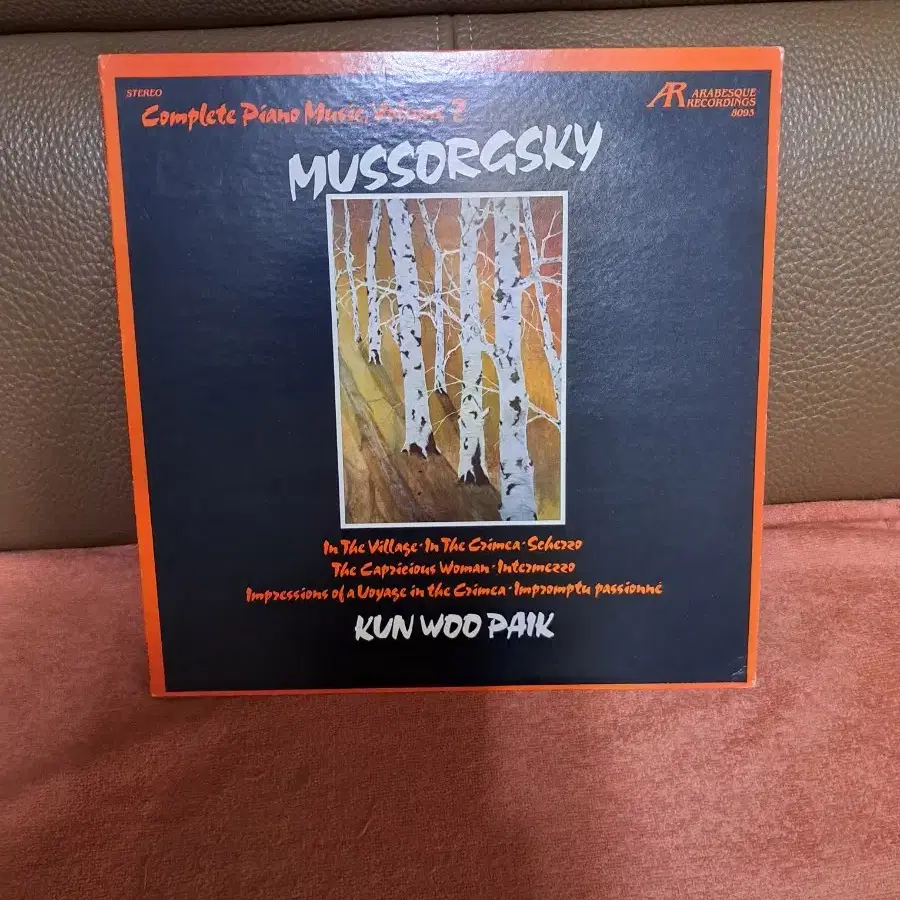 STEREO
Complete Piano Music, Volume 2
AR ARABESQUE
RECORDINGS
8093
MUSSORGSKY
In The Village · In The Crimea · Scherzo
The Capricious Woman · Intermezzo
Impressions of a Voyage in the Crimea · Impromptu passionné
KUN WOO PAIK